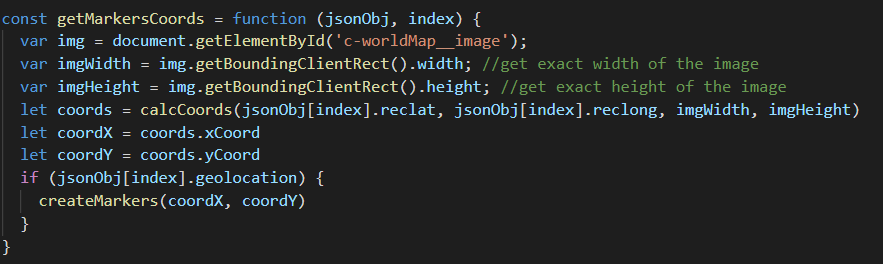 const getMarkersCoords = function (jsonObj, index) {
var img = document.getElementById('c-worldMap__image');
var imgWidth = img.getBoundingClientRect().width; //get exact width of the image
var imgHeight = img.getBoundingClientRect().height; //get exact height of the image
let coords = calcCoords(jsonObj[index].reclat, jsonObj[index].reclong, imgWidth, imgHeight)
let coordX = coords.xCoord
let coordY = coords.yCoord
if (jsonObj[index].geolocation) {
createMarkers(coordX, coordY)
}
}